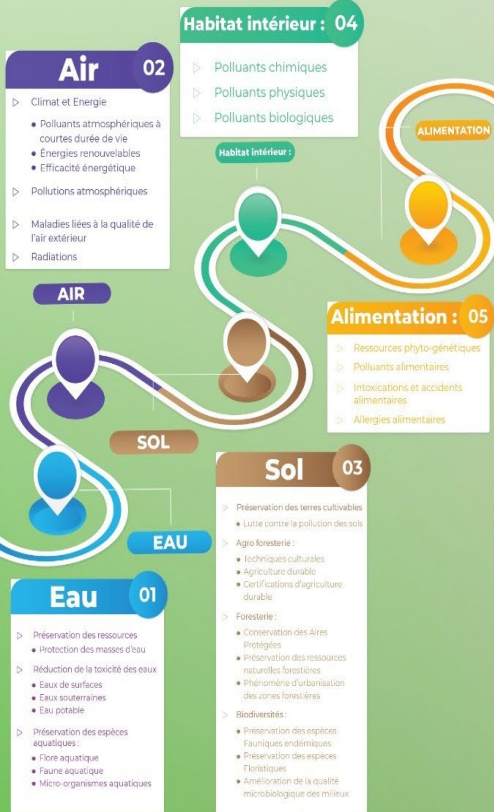 Habitat intérieur : 04
Polluants chimiques
Polluants physiques
Polluants biologiques
Habitat intérieur :
Air 02
Climat et Energie
Polluants atmosphériques à
courtes durée de vie
Énergies renouvelables
Efficacité énergétique
Pollutions atmosphériques
Maladies liées à la qualité de
l'air extérieur
Radiations
AIR
ALIMENTATION
Alimentation : 05
Ressources phyto-génétiques
Polluants alimentaires
Intoxications et accidents
alimentaires
Allergies alimentaires
SOL
Sol 03
Préservation des terres cultivables
Lutte contre la pollution des sols
Agro foresterie :
Techniques culturales
Agriculture durable
Certifications d'agriculture
durable
Foresterie :
Conservation des Aires
Protégées
Préservation des ressources
naturelles forestières
Phénomène d'urbanisation
des zones forestières
Biodiversités :
Préservation des espèces
Fauniques endémiques
Préservation des espèces
Floristiques
Amélioration de la qualité
microbiologique des milieux
EAU
Eau 01
Préservation des ressources
Protection des masses d'eau
Réduction de la toxicité des eaux
Eaux de surfaces
Eaux souterraines
Eau potable
Préservation des espèces
aquatiques :
Flore aquatique
Faune aquatique
Micro-organismes aquatiques